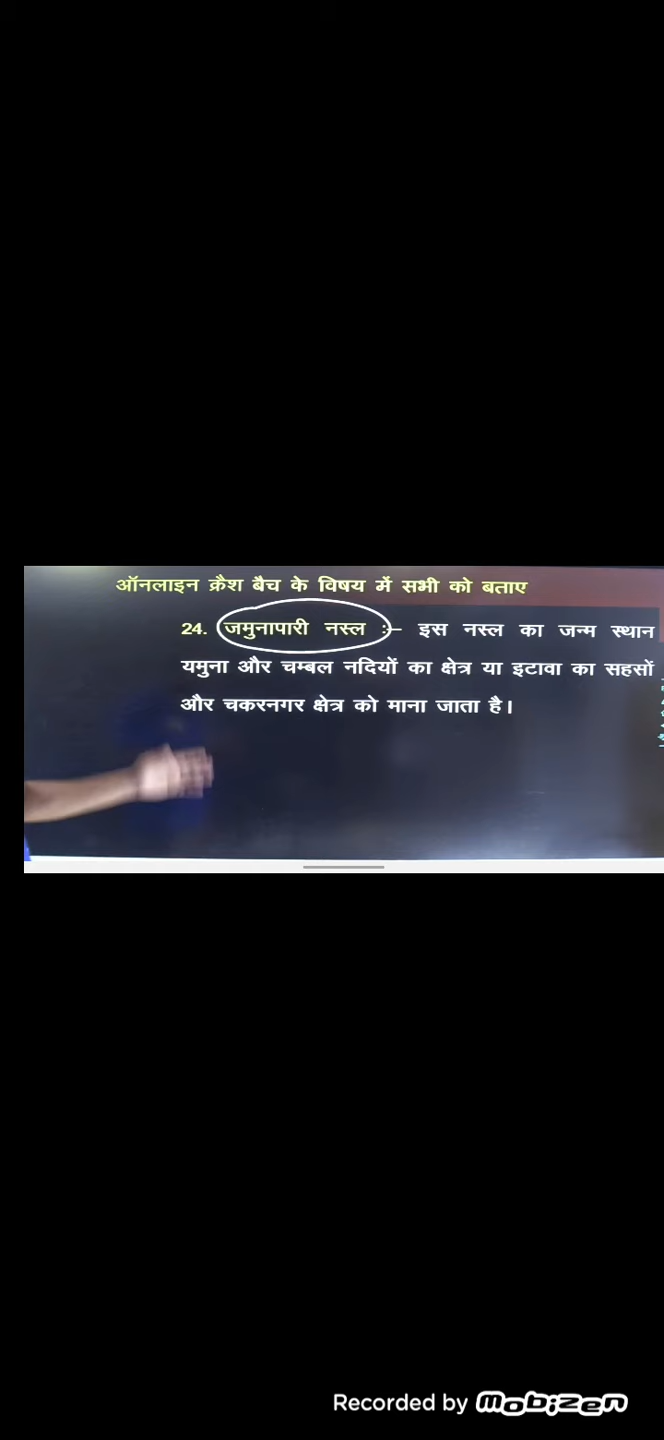 ऑनलाइन क्रैश बैच के विषय में सभी को बताए
24. जमुनापारी नस्ल :– इस नस्ल का जन्म स्थान
यमुना और चम्बल नदियों का क्षेत्र या इटावा का सहसों
और चकरनगर क्षेत्र को माना जाता है।
Recorded by mobizen